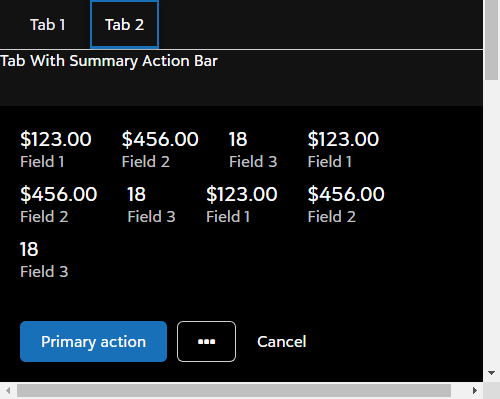 Tab 1 Tab 2
Tab With Summary Action Bar
$123.00 $456.00 18 $123.00
Field 1 Field 2 Field 3 Field 1
$456.00 18 $123.00 $456.00
Field 2 Field 3 Field 1 Field 2
18
Field 3
Primary action ••• Cancel